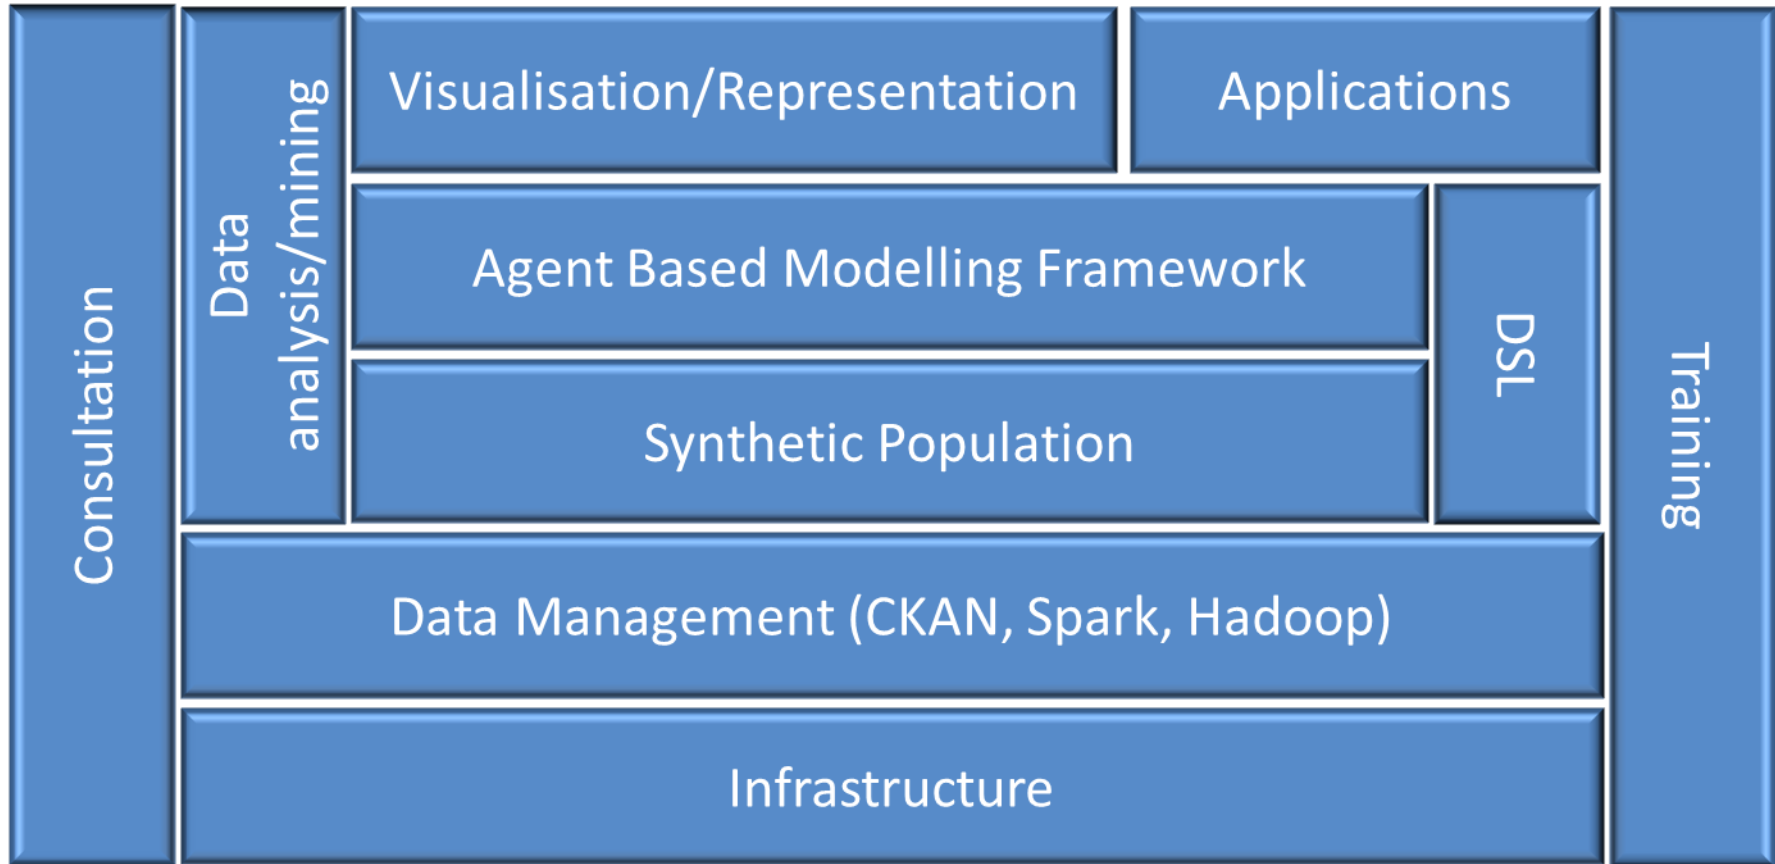 Consultation
Data
analysis/mining
Visualisation/Representation
Applications
Agent Based Modelling Framework
DSL
Training
Synthetic Population
Data Management (CKAN, Spark, Hadoop)
Infrastructure